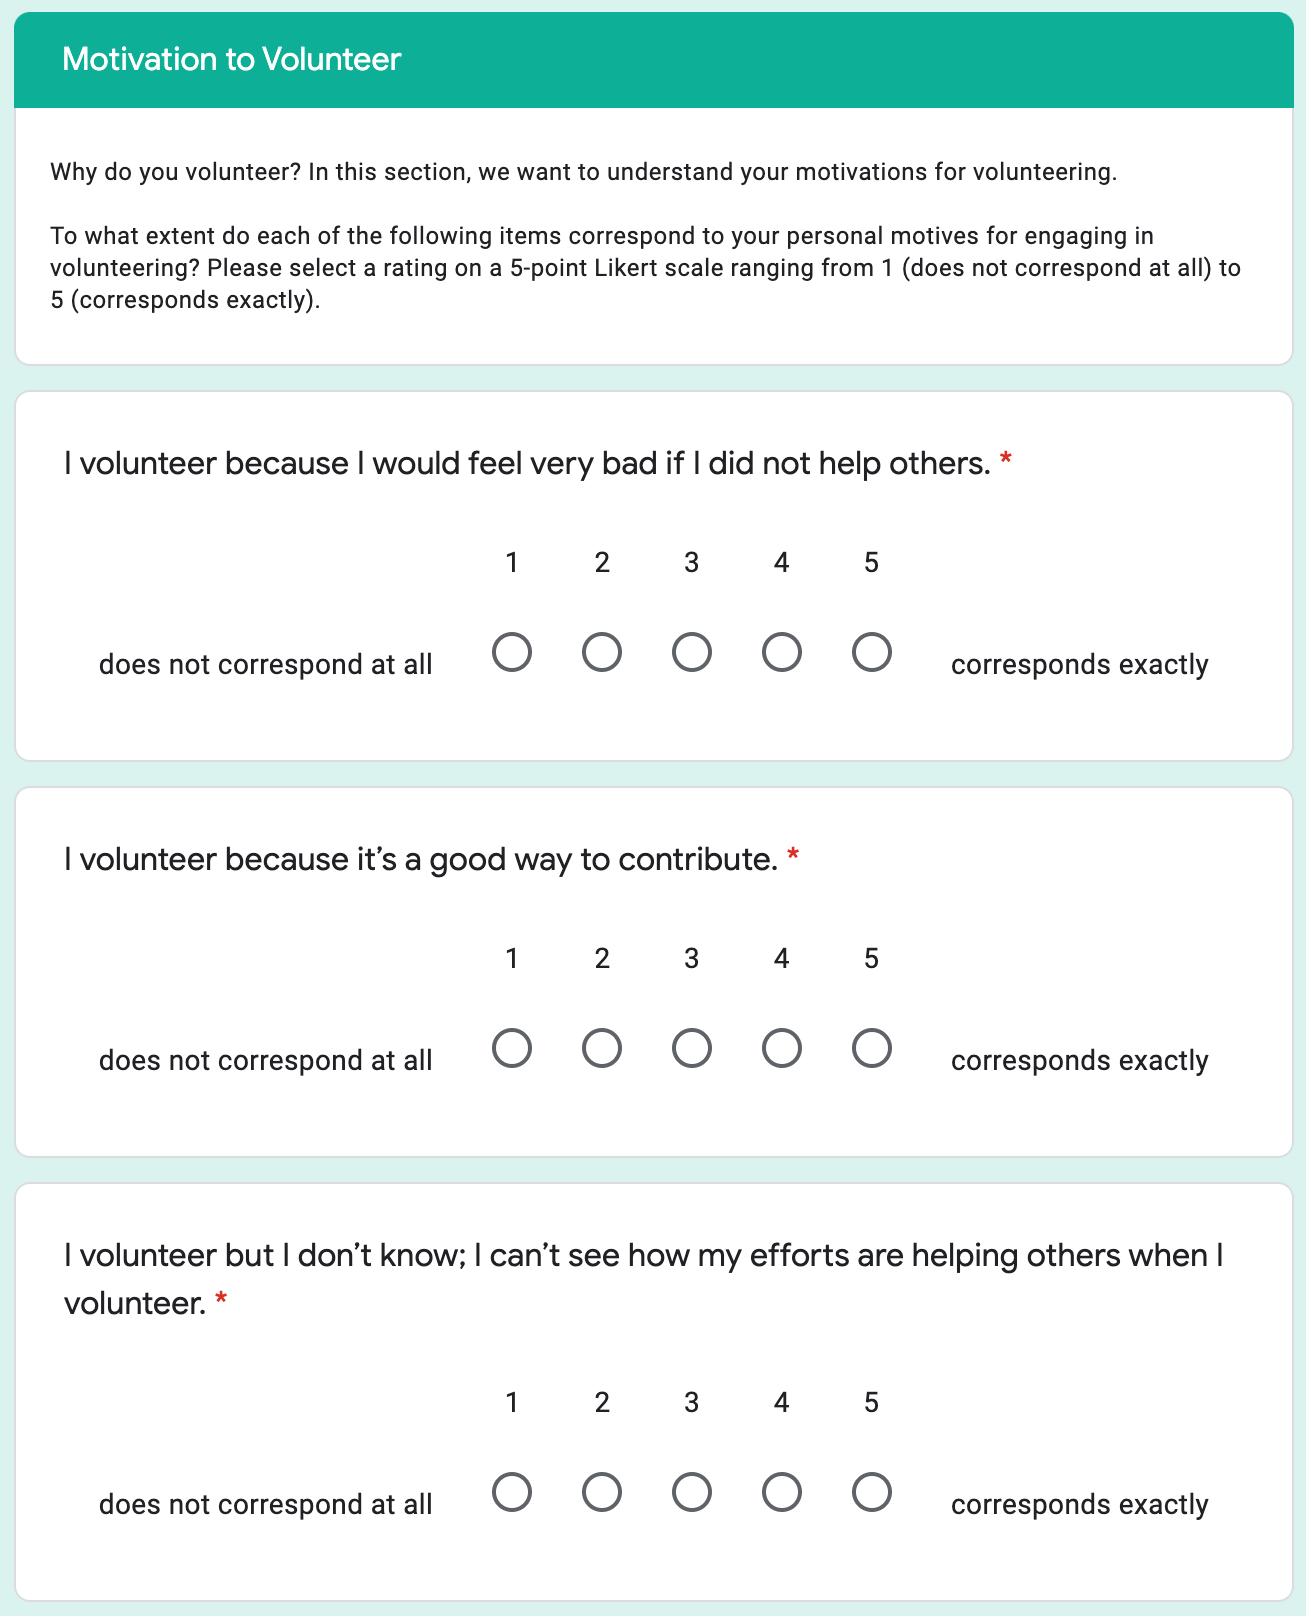 Motivation to Volunteer
Why do you volunteer? In this section, we want to understand your motivations for volunteering.
To what extent do each of the following items correspond to your personal motives for engaging in
volunteering? Please select a rating on a 5-point Likert scale ranging from 1 (does not correspond at all) to
5 (corresponds exactly).
I volunteer because I would feel very bad if I did not help others. *
1 2 3 4 5
does not correspond at all corresponds exactly
I volunteer because it’s a good way to contribute. *
1 2 3 4 5
does not correspond at all corresponds exactly
I volunteer but I don’t know; I can’t see how my efforts are helping others when I
volunteer. *
1 2 3 4 5
does not correspond at all corresponds exactly